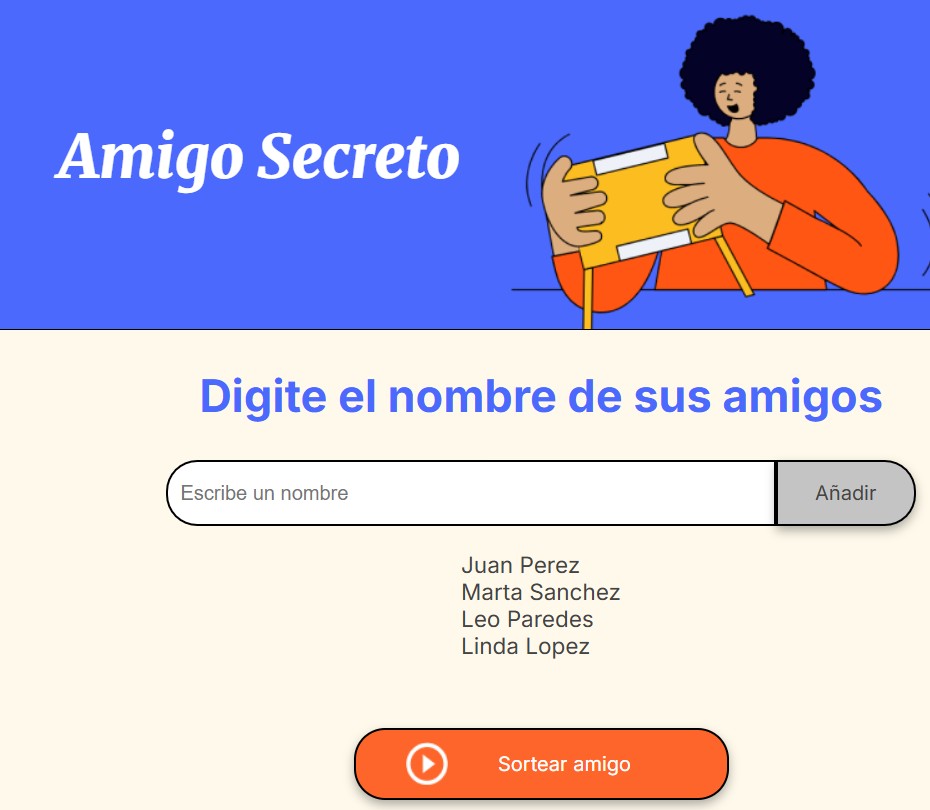 Amigo Secreto
Digite el nombre de sus amigos
Escribe un nombre
Añadir
Juan Perez
Marta Sanchez
Leo Paredes
Linda Lopez
Sortear amigo